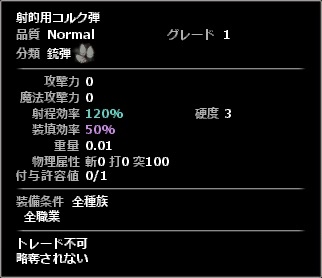 射的用コルク弾
品質 Normal グレード 1
分類 銃弾
攻撃力 0
魔法攻撃力 0
射程効率 120% 硬度 3
装填効率 50%
重量 0.01
物理属性 斬0 打0 突100
付与許容値 0/1
装備条件 全種族
全職業
トレード不可
略奪されない